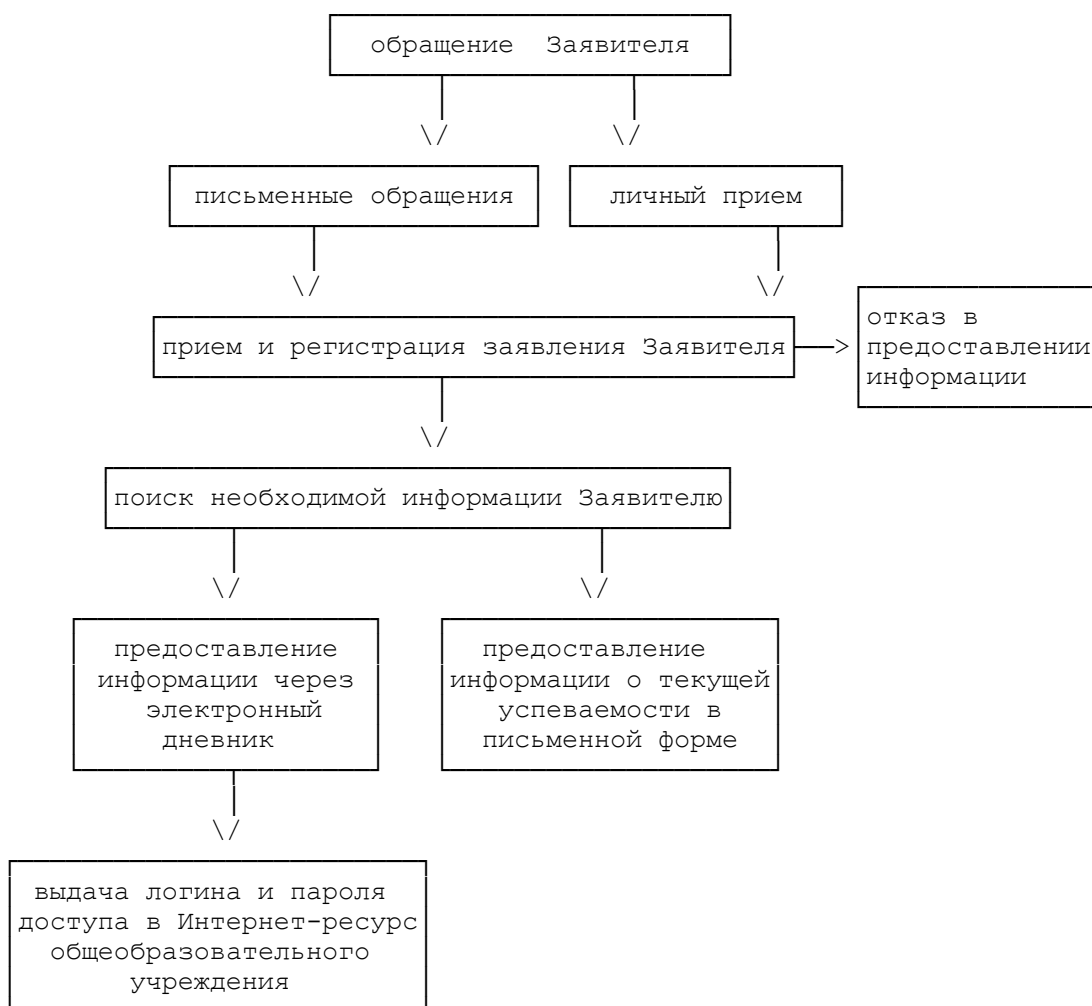 обращение Заявителя
письменные обращения
личный прием
прием и регистрация заявления Заявителя
отказ в
предоставлении
информации
поиск необходимой информации Заявителю
предоставление
информации через
электронный
дневник
предоставление
информации о текущей
успеваемости в
письменной форме
выдача логина и пароля
доступа в Интернет-ресурс
общеобразовательного
учреждения